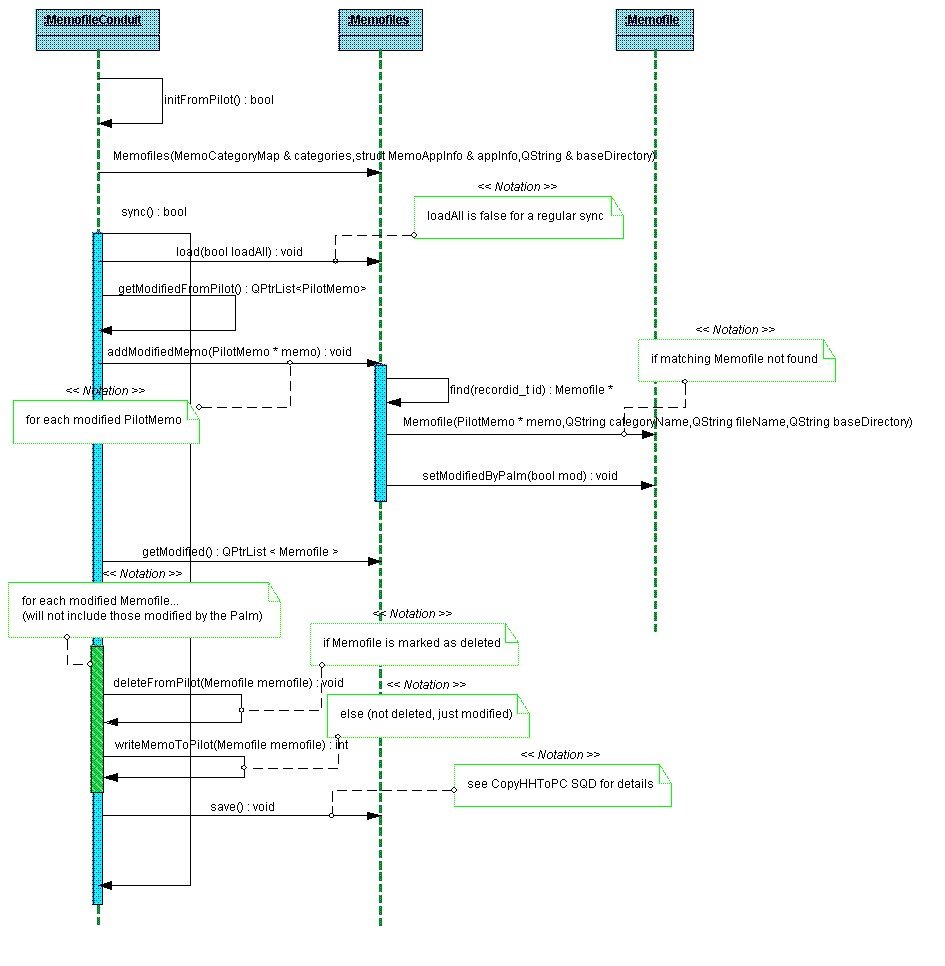 :MemofileConduit
:Memofiles
:Memofile
initFromPilot() : bool
Memofiles(MemoCategoryMap & categories,struct MemoAppInfo & appInfo,QString & baseDirectory)
<< Notation >>
sync() : bool
loadAll is false for a regular sync
load(bool loadAll) : void
getModifiedFromPilot() : QPtrList<PilotMemo>
<< Notation >>
addModifiedMemo(PilotMemo * memo) : void
if matching Memofile not found
<< Notation >>
find(recordid_t id) : Memofile *
for each modified PilotMemo
Memofile(PilotMemo * memo,QString categoryName,QString fileName,QString baseDirectory)
setModifiedByPalm(bool mod) : void
getModified() : QPtrList < Memofile >
<< Notation >>
for each modified Memofile...
(will not include those modified by the Palm)
<< Notation >>
if Memofile is marked as deleted
deleteFromPilot(Memofile memofile) : void
<< Notation >>
else (not deleted, just modified)
writeMemoToPilot(Memofile memofile) : int
<< Notation >>
see CopyHHToPC SQD for details
save() : void